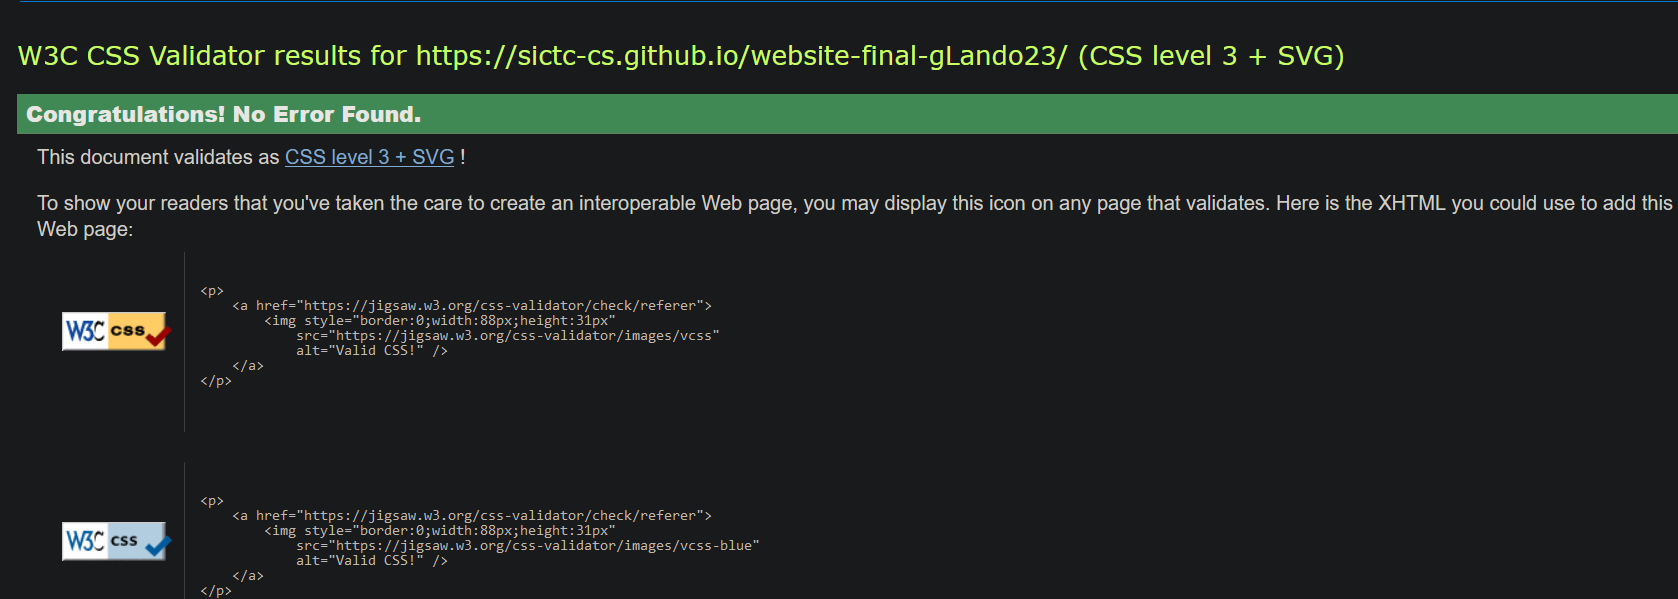 W3C CSS Validator results for https://sictc-cs.github.io/website-final-gLando23/ (CSS level 3 + SVG)
Congratulations! No Error Found.
This document validates as CSS level 3 + SVG !
To show your readers that you've taken the care to create an interoperable Web page, you may display this icon on any page that validates. Here is the XHTML you could use to add this
Web page:
<p>
<a href="https://jigsaw.w3.org/css-validator/check/referer">
<img style="border:0;width:88px;height:31px"
W3C CSS
src="https://jigsaw.w3.org/css-validator/images/vcss"
alt="Valid CSS!" />
</a>
</p>
<p>
<a href="https://jigsaw.w3.org/css-validator/check/referer">
<img style="border:0;width:88px;height:31px"
W3C CSS
src="https://jigsaw.w3.org/css-validator/images/vcss-blue"
alt="Valid CSS!" />
</a>
</p>